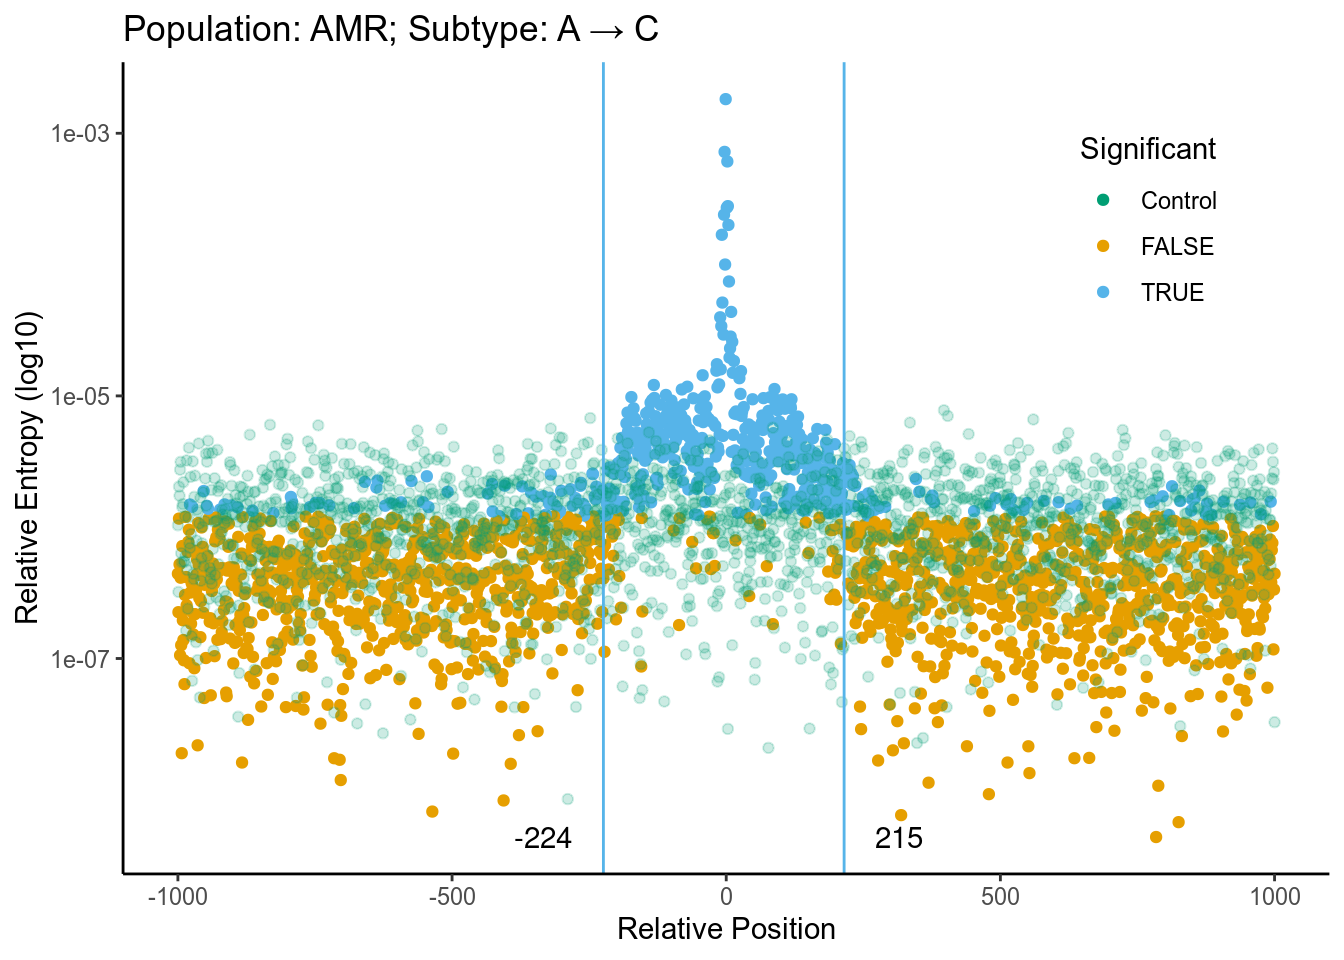 Population: AMR; Subtype: A → C
Relative Entropy (log10)
1e-03
1e-05
1e-07
Significant
Control
FALSE
TRUE
-224
215
-1000
-500
0
500
1000
Relative Position